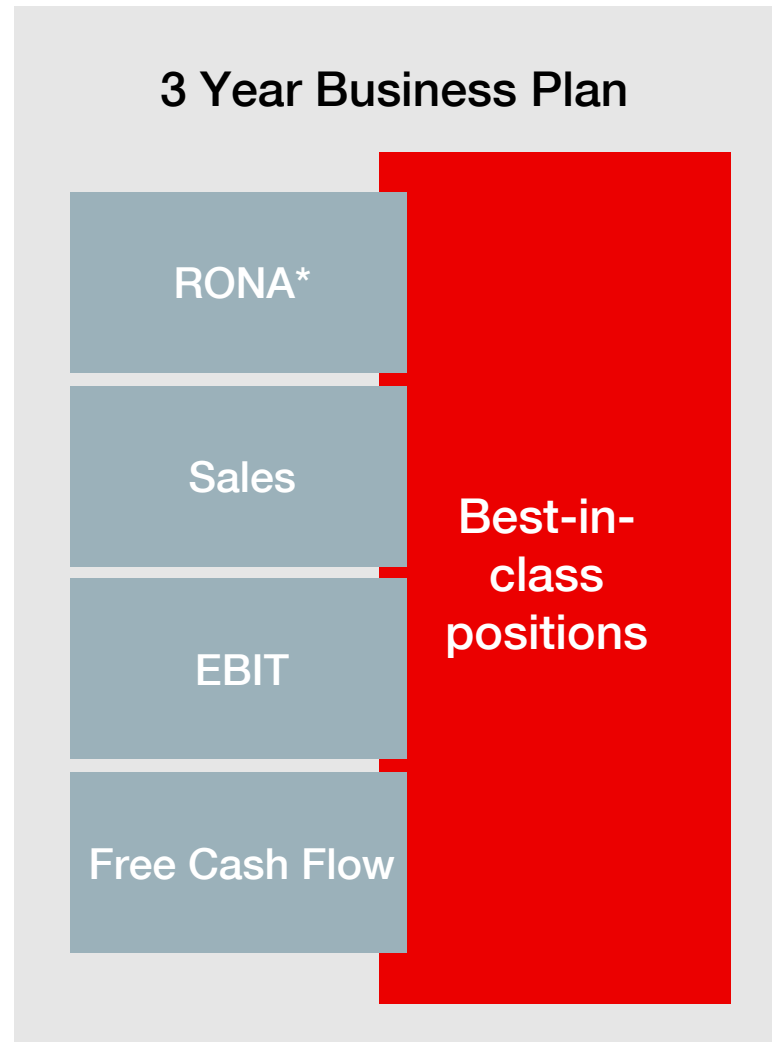 3 Year Business Plan
RONA*
Sales
EBIT
Free Cash Flow
Best-in-
class
positions